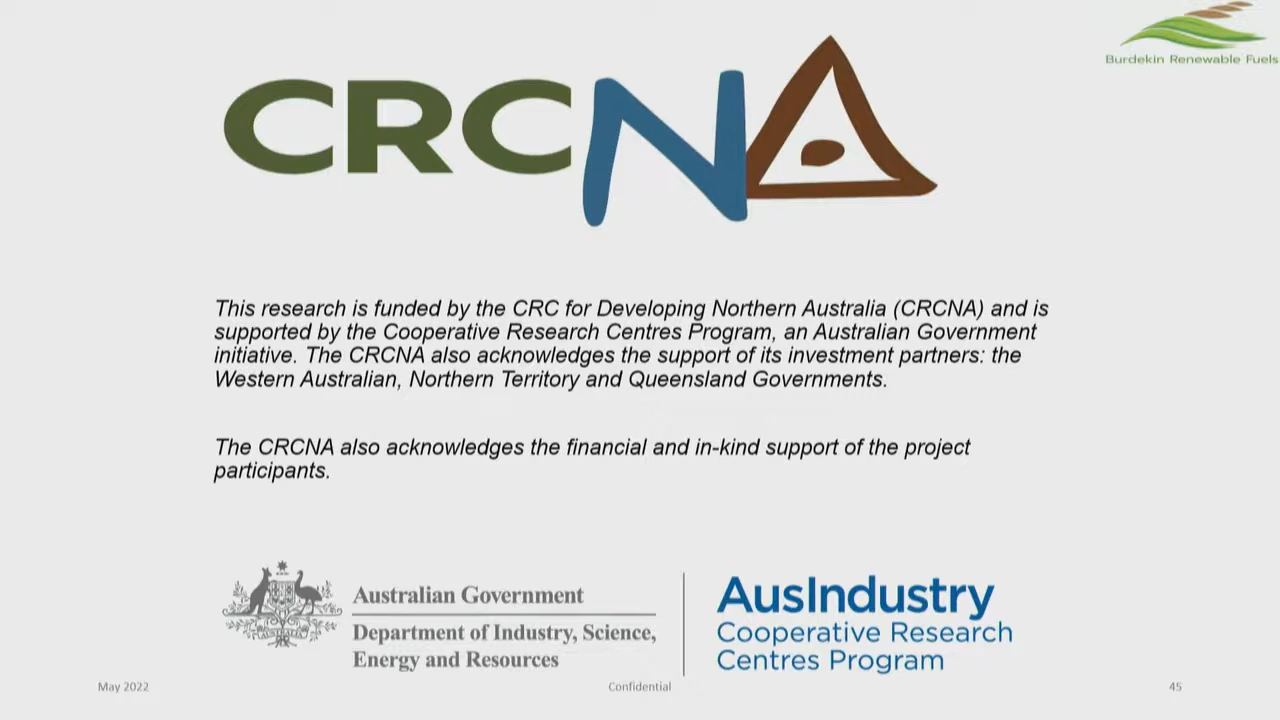 Burdekin Renewable Fuels
CRCNA
This research is funded by the CRC for Developing Northern Australia (CRCNA) and is
supported by the Cooperative Research Centres Program, an Australian Government
initiative. The CRCNA also acknowledges the support of its investment partners: the
Western Australian, Northern Territory and Queensland Governments.
The CRCNA also acknowledges the financial and in-kind support of the project
participants.
Australian Government
Department of Industry, Science,
Energy and Resources
AusIndustry
Cooperative Research
Centres Program
May 2022
Confidential
45